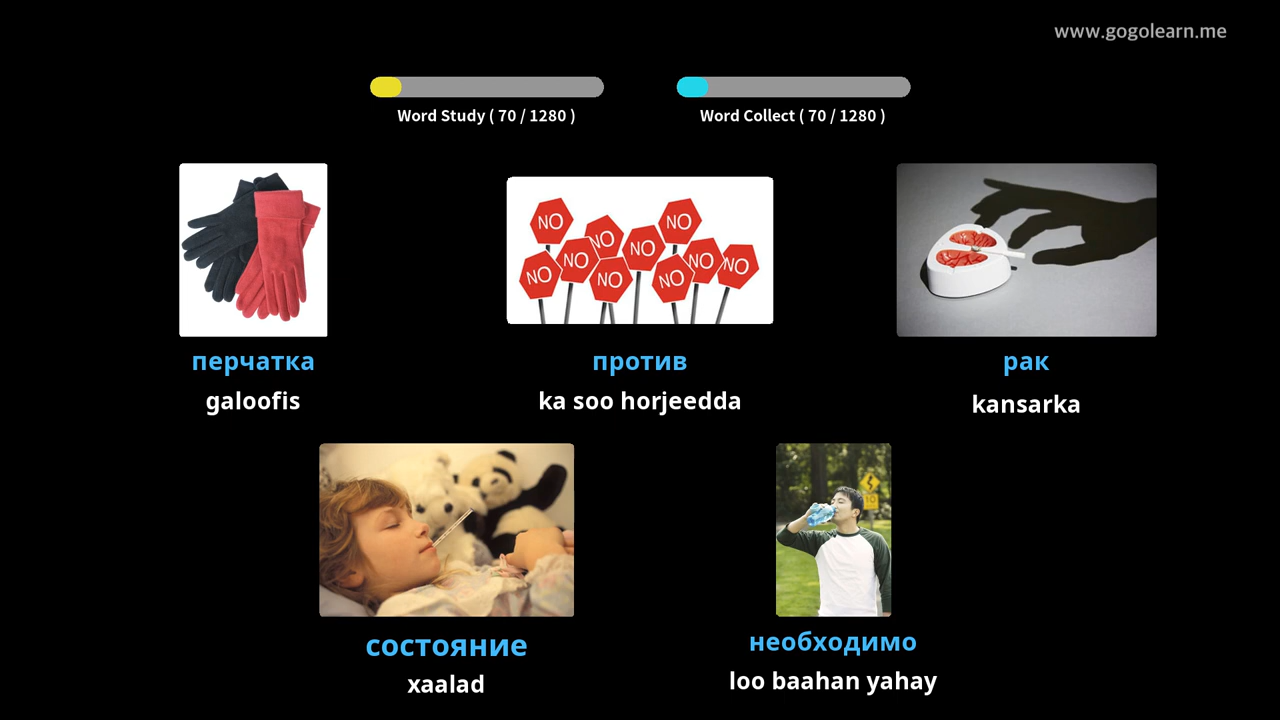 www.gogolearn.me
Word Study ( 70 / 1280 )
Word Collect ( 70 / 1280 )
NO
NO
NO
NO
NO
NO
NO
NO
NO
NO
перчатка
против
рак
galoofis
ka soo horjeedda
kansarka
10
состояние
необходимо
xaalad
loo baahan yahay